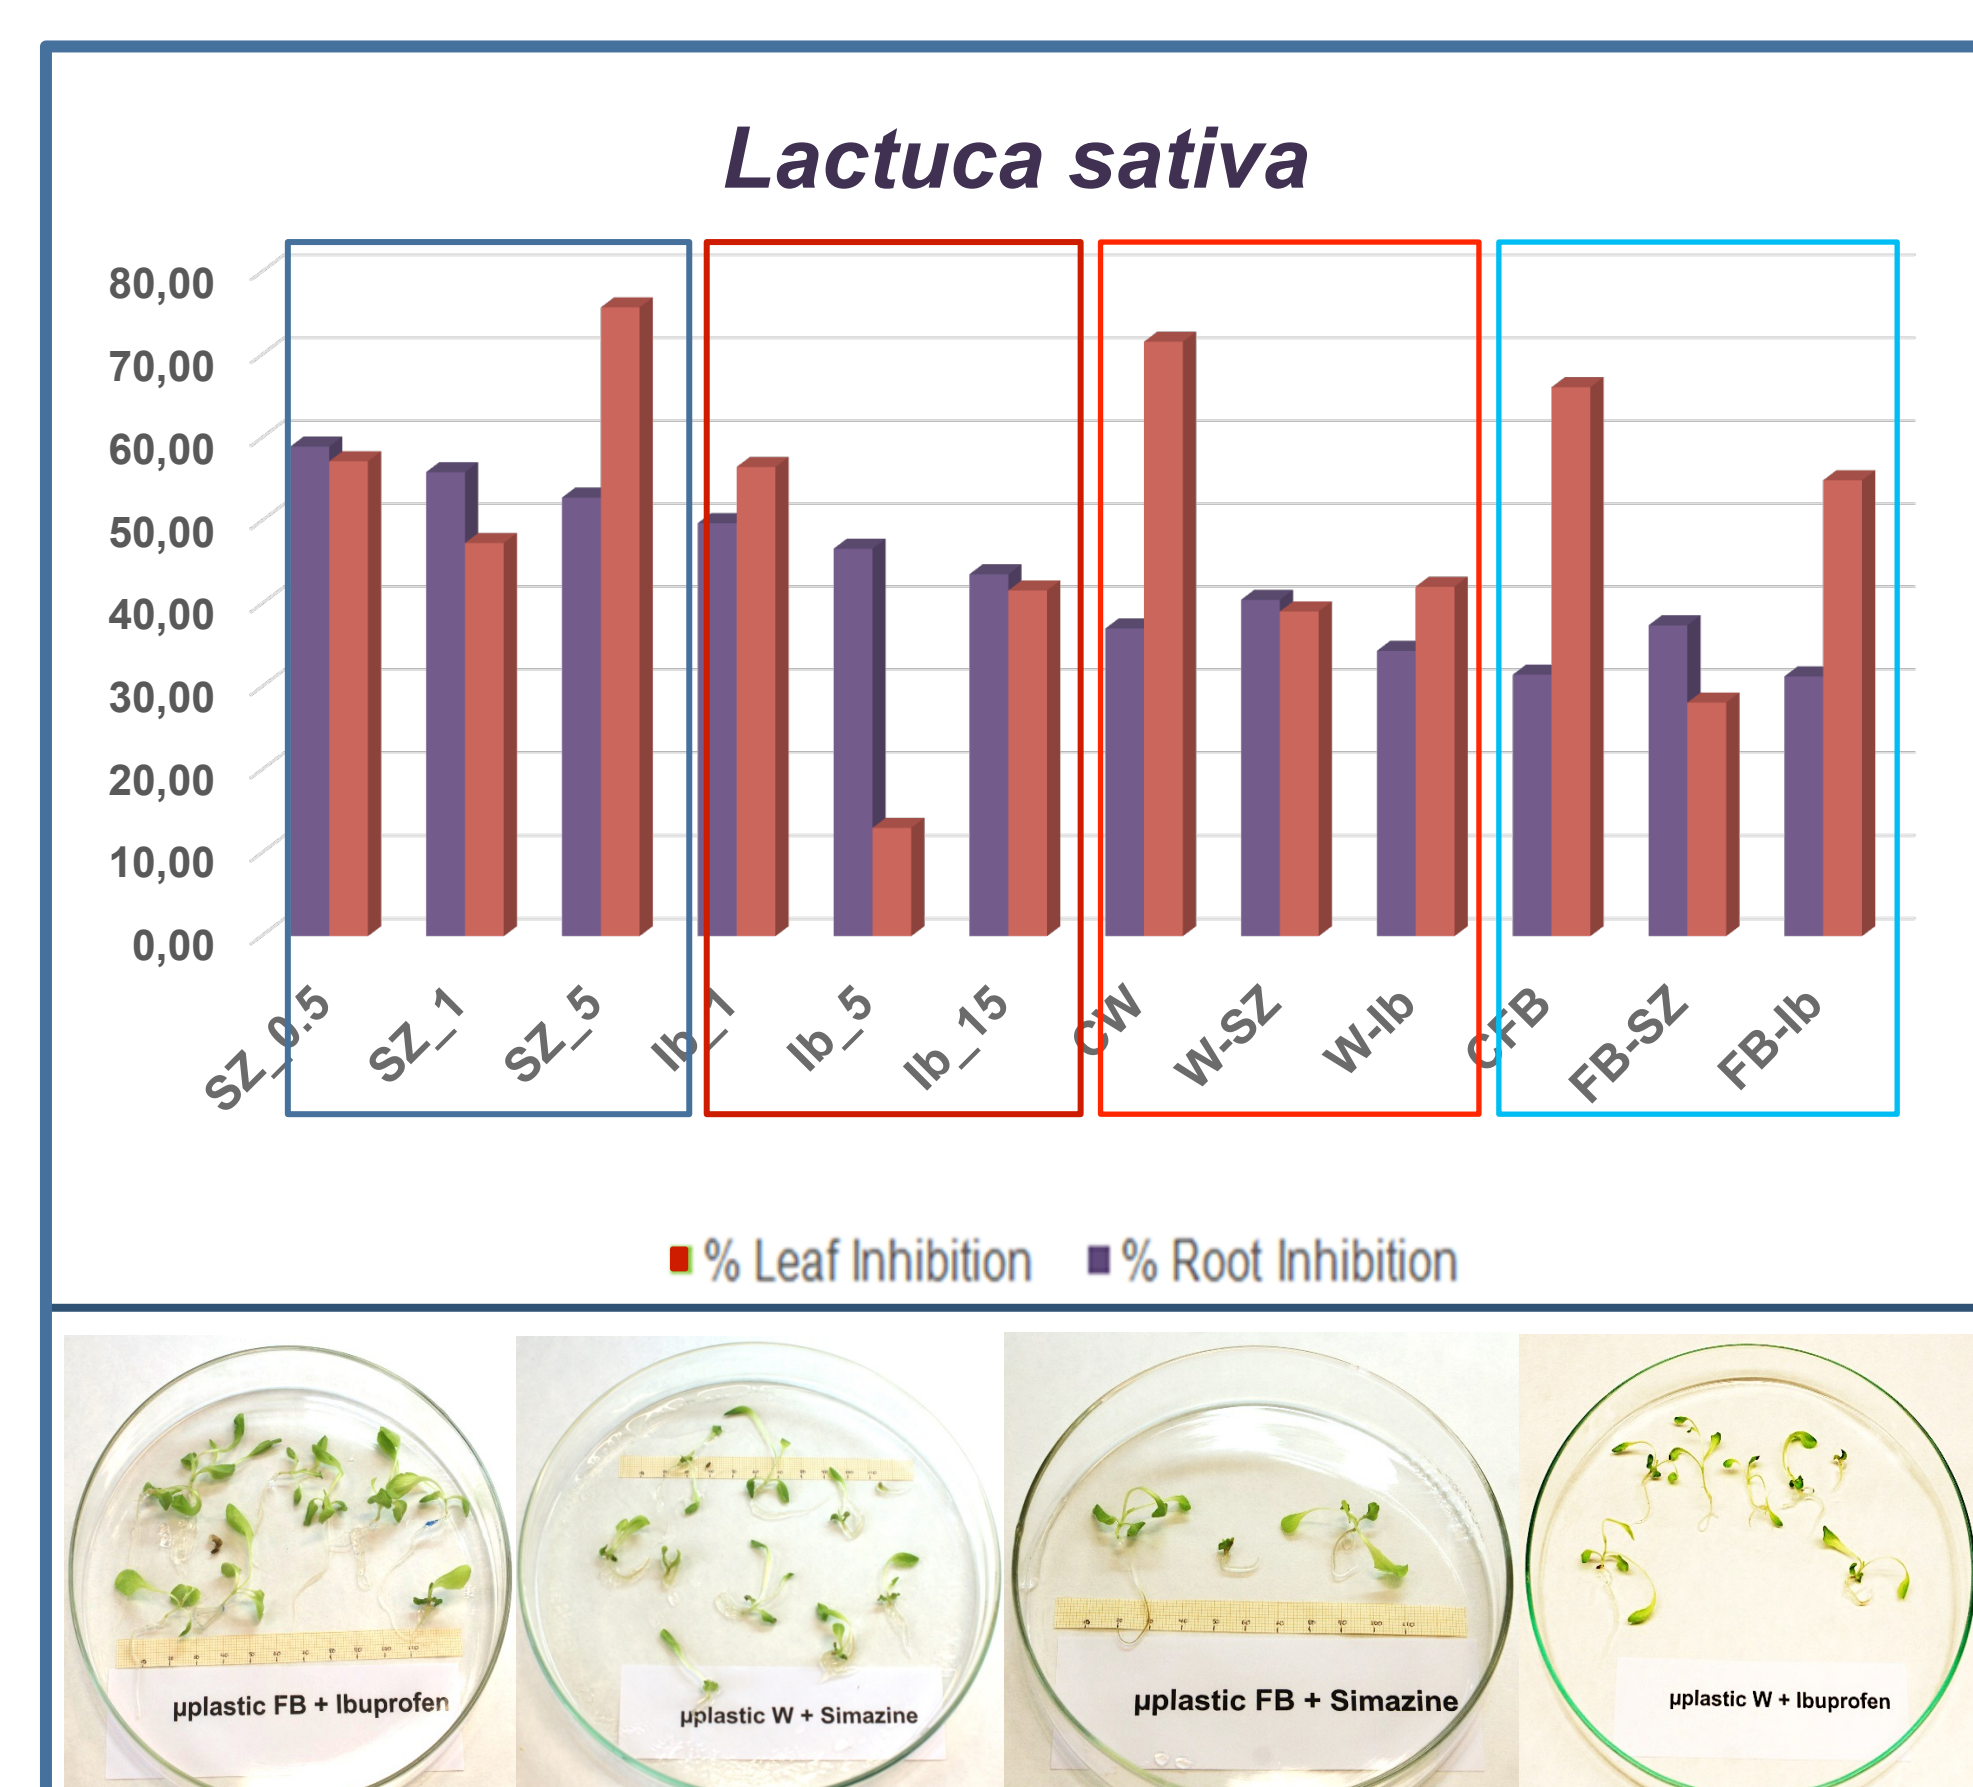 Lactuca sativa
80,00
70,00
60,00
50,00
40,00
30,00
20,00
10,00
0,00
SZ_0.5
SZ_1
SZ_5
Ib_1
Ib_5
Ib_15
CW
W-SZ
W-Ib
CFB
FB-SZ
FB-Ib
% Leaf Inhibition
% Root Inhibition
µplastic FB + Ibuprofen
µplastic W + Simazine
µplastic FB + Simazine
µplastic W + Ibuprofen